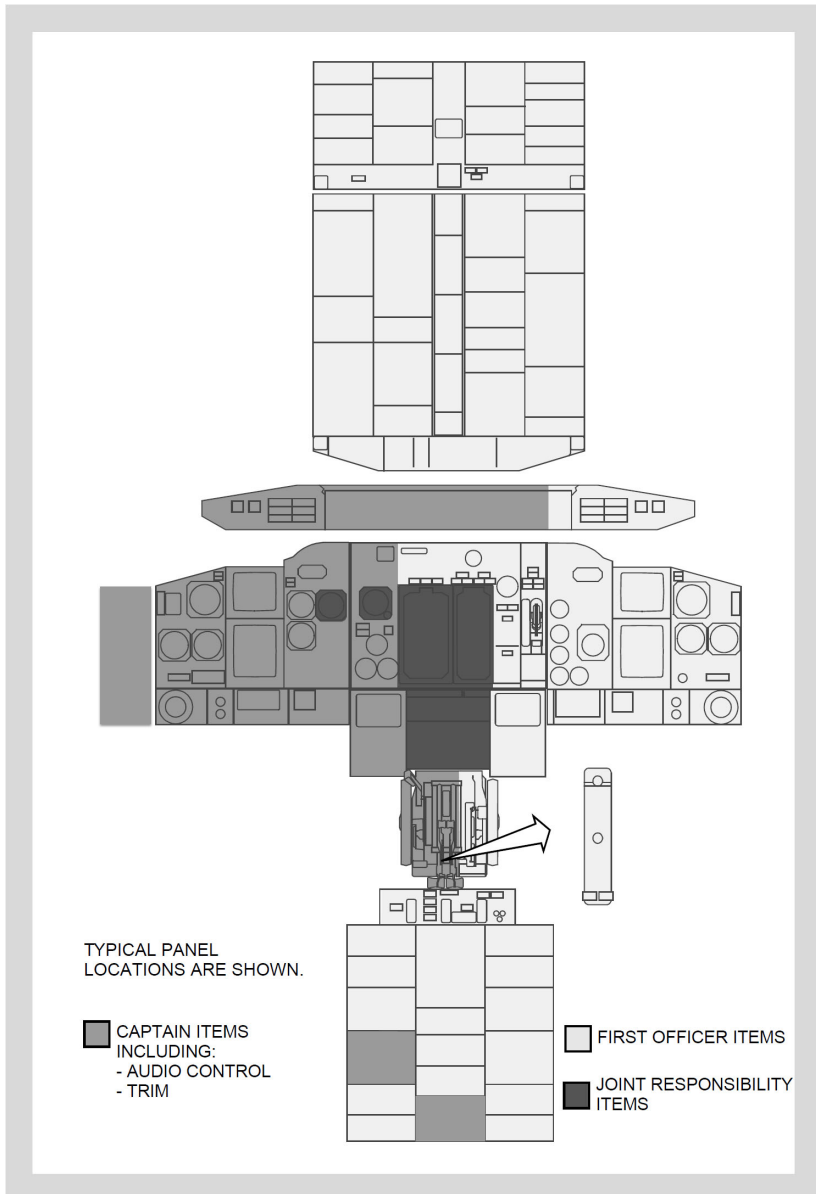 TYPICAL PANEL
LOCATIONS ARE SHOWN.
CAPTAIN ITEMS
INCLUDING:
- AUDIO CONTROL
- TRIM
FIRST OFFICER ITEMS
JOINT RESPONSIBILITY
ITEMS